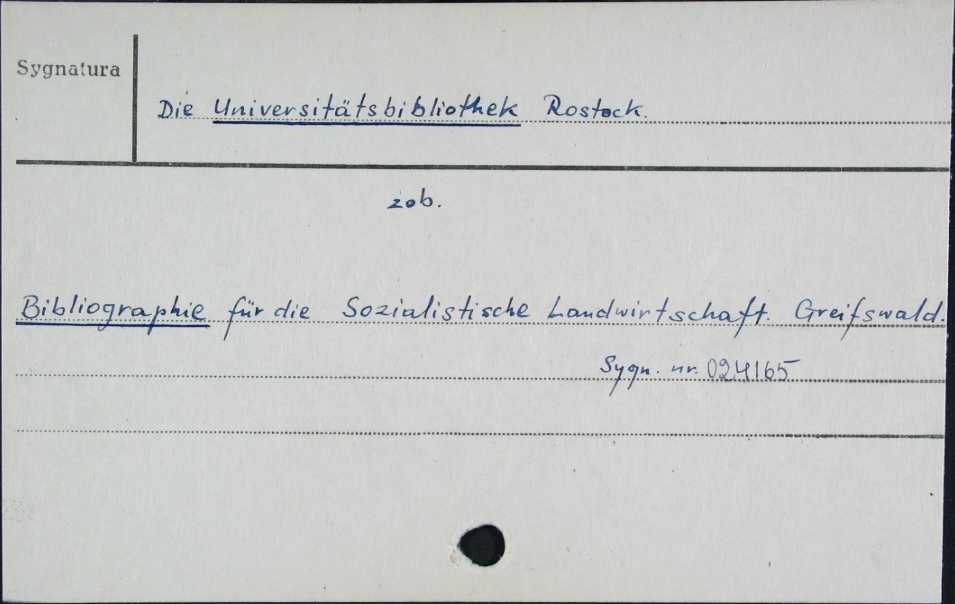 Sygnatura
Die Universitätsbibliothek Rostock.
zob.
Bibliographie für die Sozialistische Landwirtschaft. Greifswald.
Sygn. nr. 024165